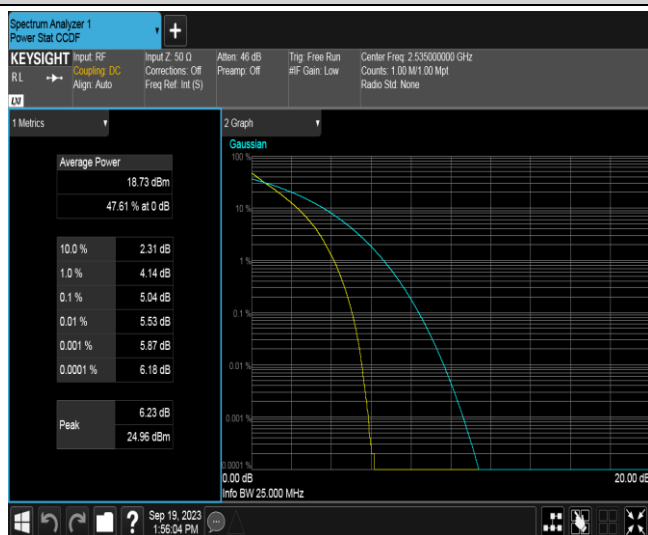 Spectrum Analyzer 1
Power Stat CCDF
KEYSIGHT
RL
LXI
Input: RF
Coupling: DC
Align: Auto
Input Z: 50 Ω
Corrections: Off
Freq Ref: Int (S)
Atten: 46 dB
Preamp: Off
Trig: Free Run
#IF Gain: Low
Center Freq: 2.535000000 GHz
Counts: 1.00 M/1.00 Mpt
Radio Std: None
1 Metrics
Average Power
18.73 dBm
47.61 % at 0 dB
10.0 % 2.31 dB
1.0 % 4.14 dB
0.1 % 5.04 dB
0.01 % 5.53 dB
0.001 % 5.87 dB
0.0001 % 6.18 dB
Peak
6.23 dB
24.96 dBm
2 Graph
Gaussian
100 %
10 %
1 %
0.1 %
0.01 %
0.001 %
0.0001 %
0.00 dB 20.00 dB
Info BW 25.000 MHz
Sep 19, 2023
1:56:04 PM